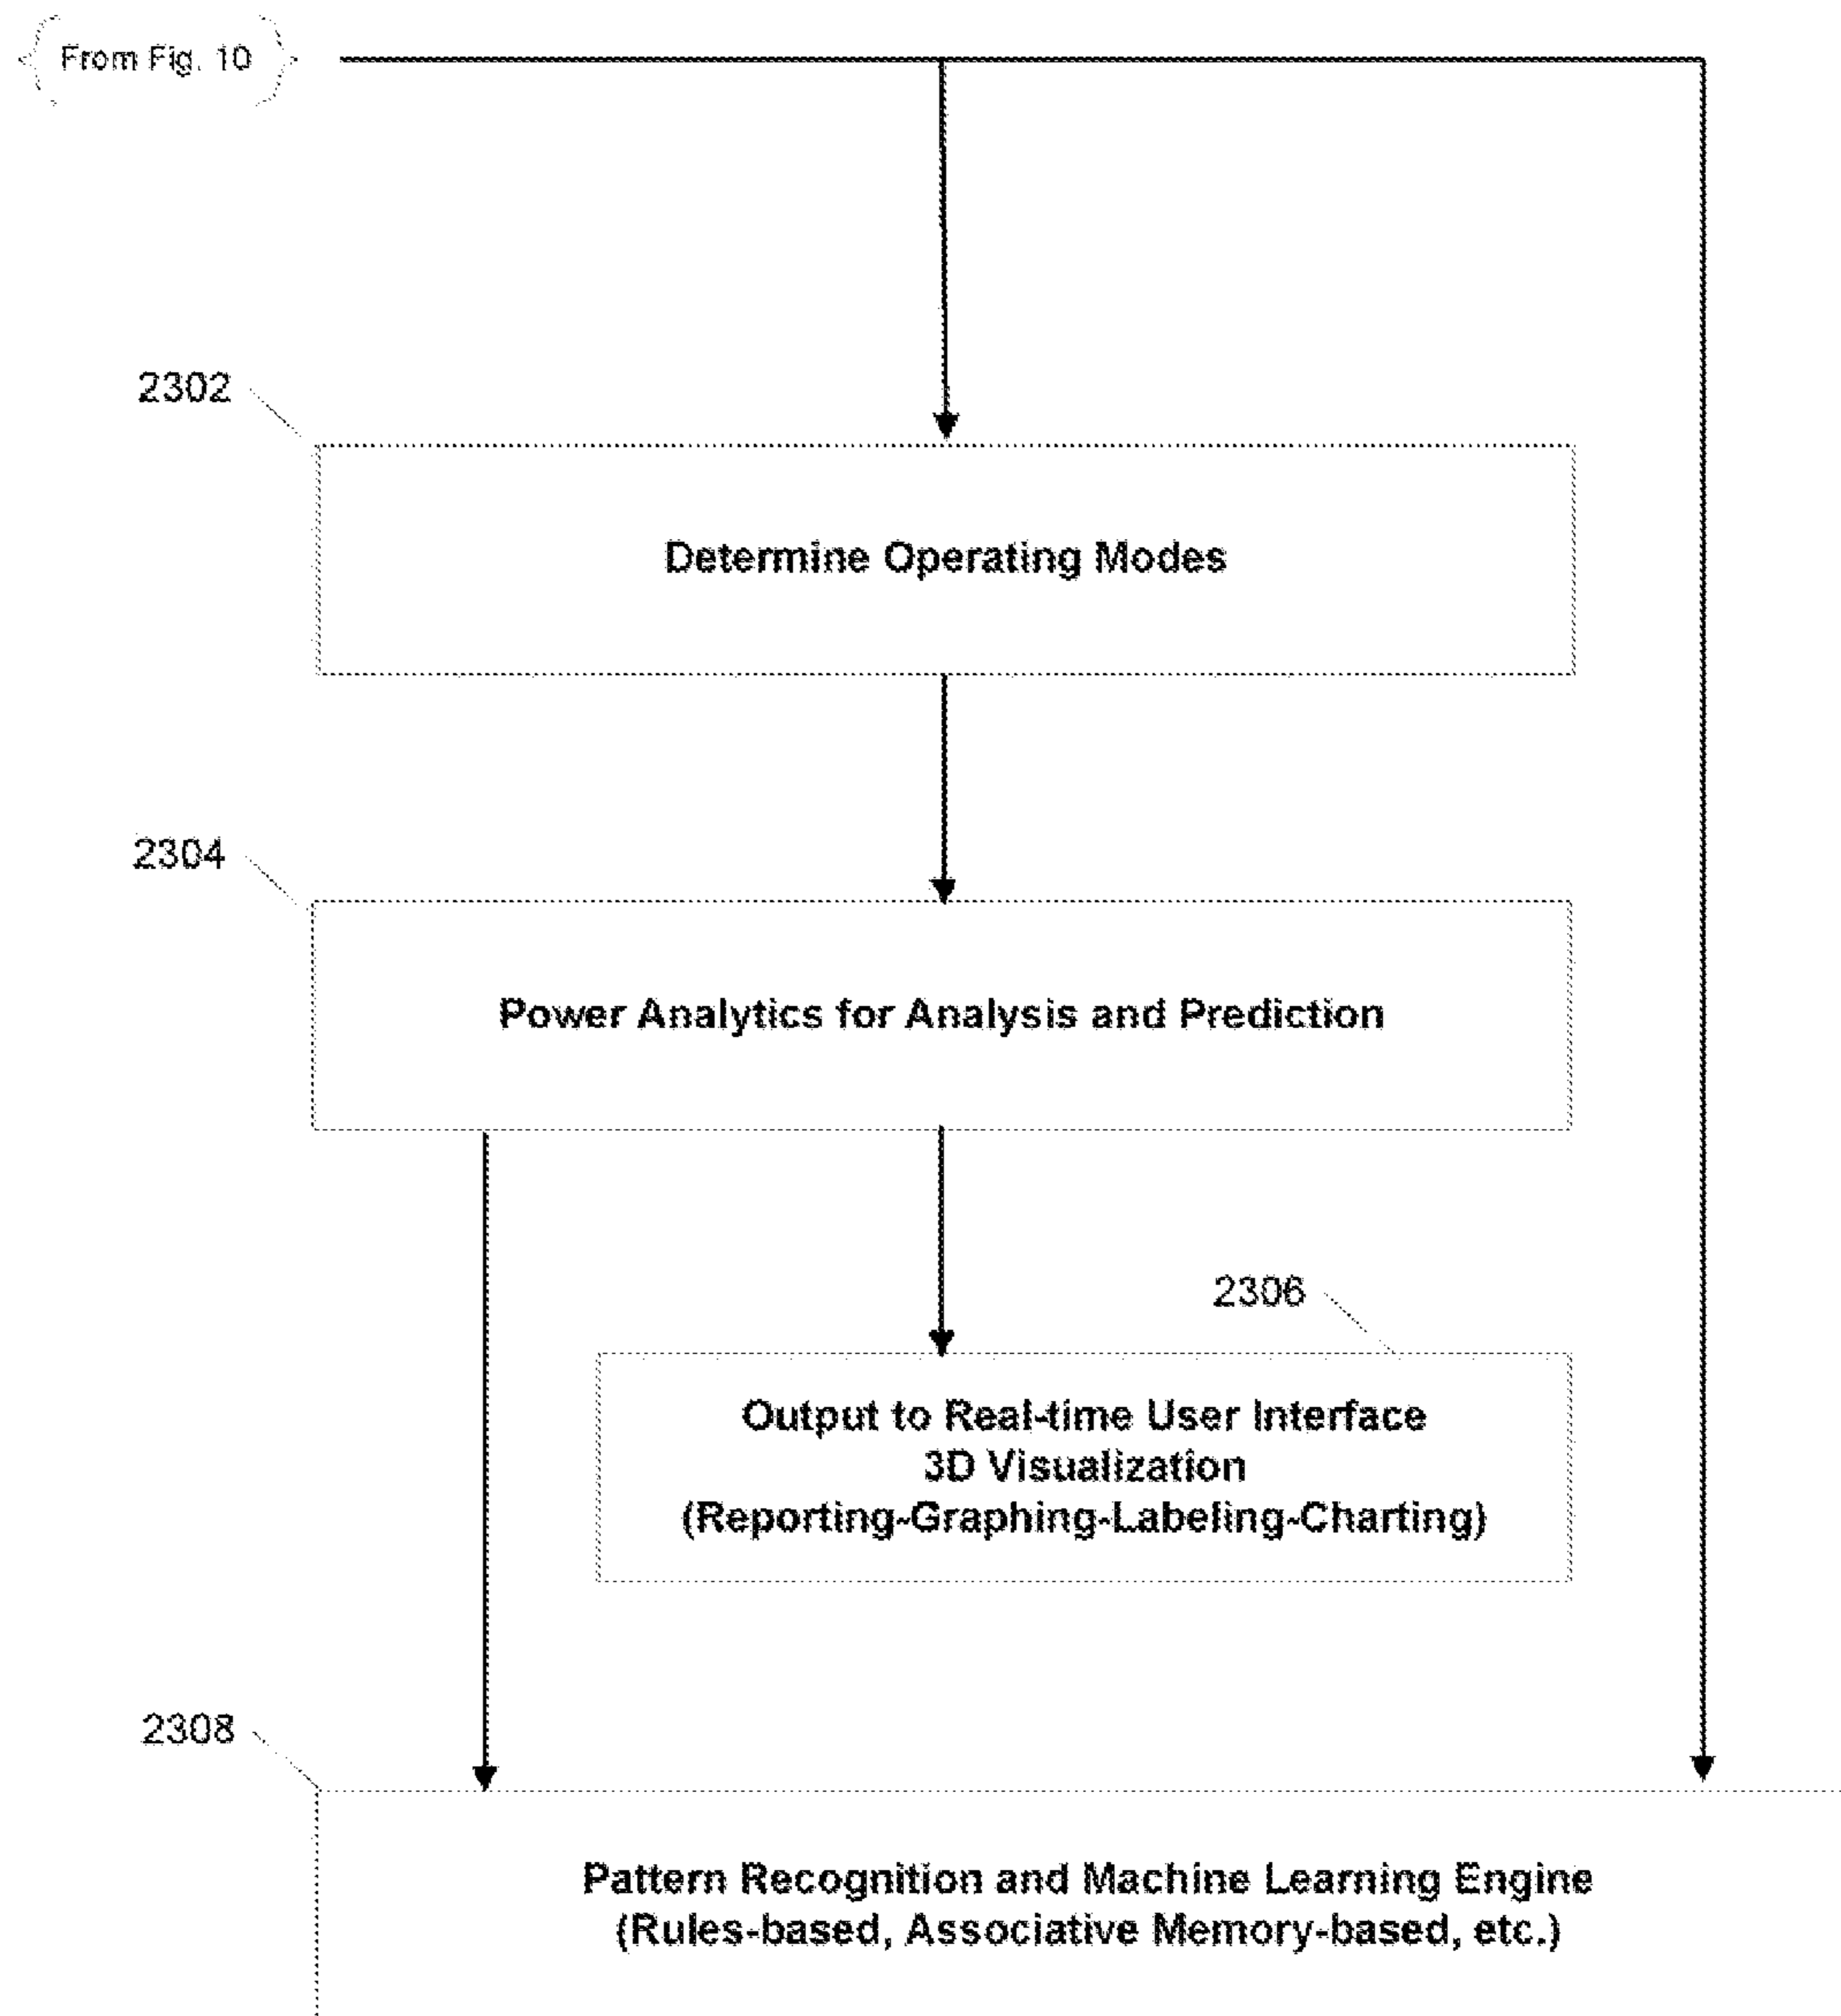 From Fig. 10
2302
Determine Operating Modes
2304
Power Analytics for Analysis and Prediction
2306
Output to Real-time User Interface
3D Visualization
(Reporting-Graphing-Labeling-Charting)
2308
Pattern Recognition and Machine Learning Engine
(Rules-based, Associative Memory-based, etc.)